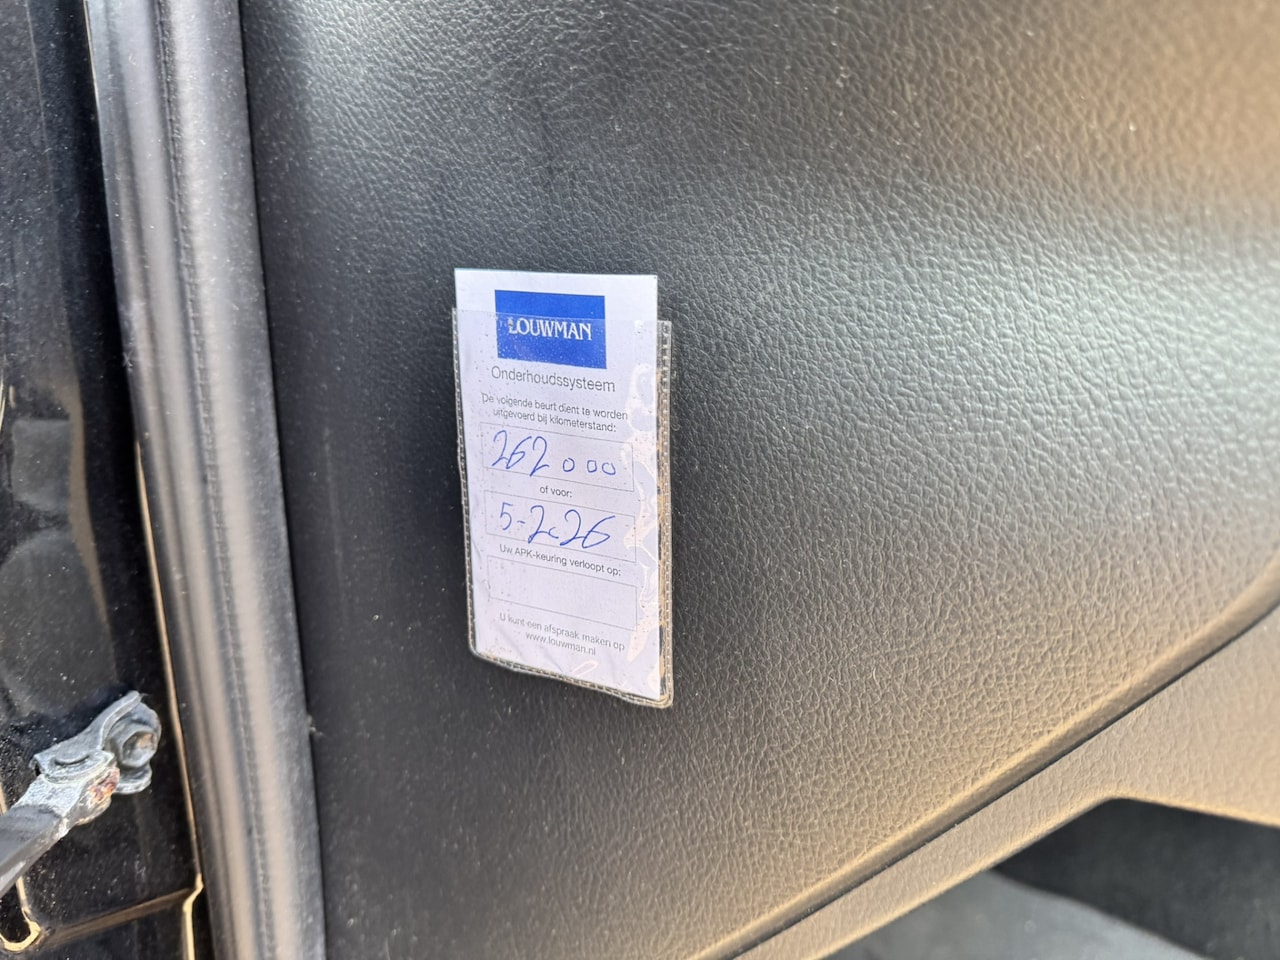 LOUWMAN
Onderhoudssysteem
De volgende beurt dient te worden
uitgevoerd bij kilometerstand:
262 000
of voor:
5-2-26
Uw APK-keuring verloopt op:
U kunt een afspraak maken op
www.louwman.nl